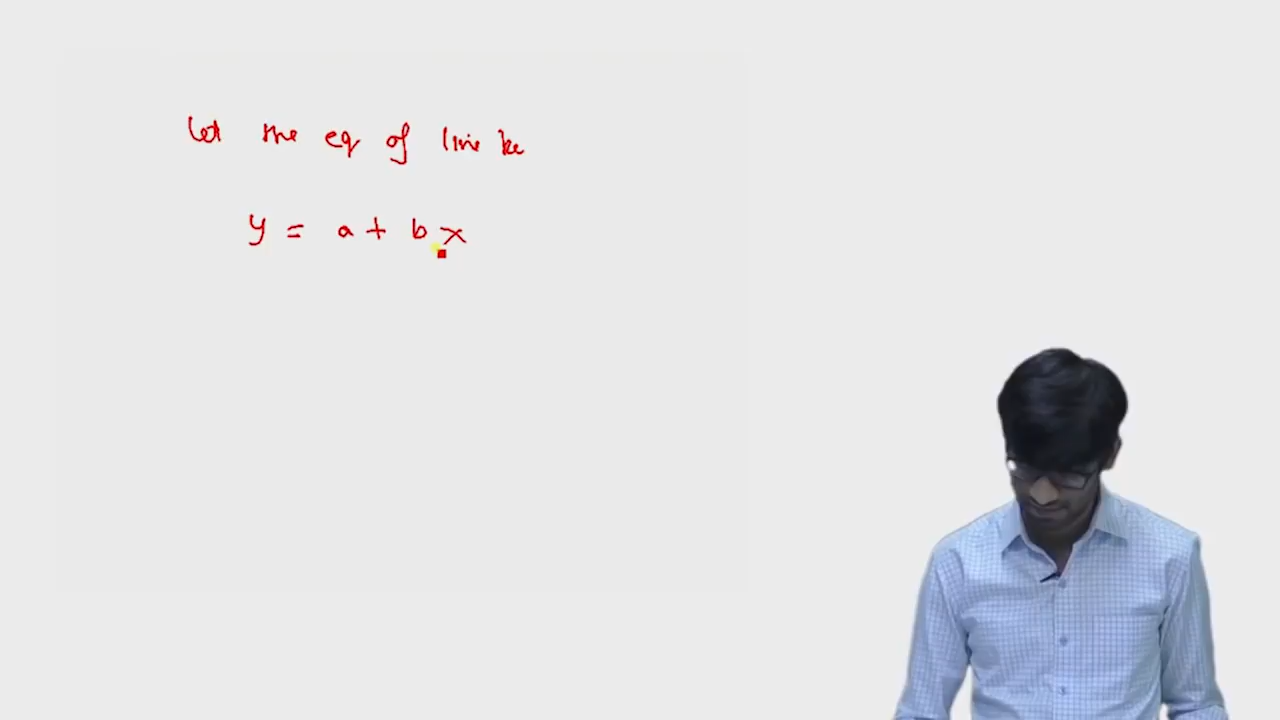 let the eq of line be
y = a + b x